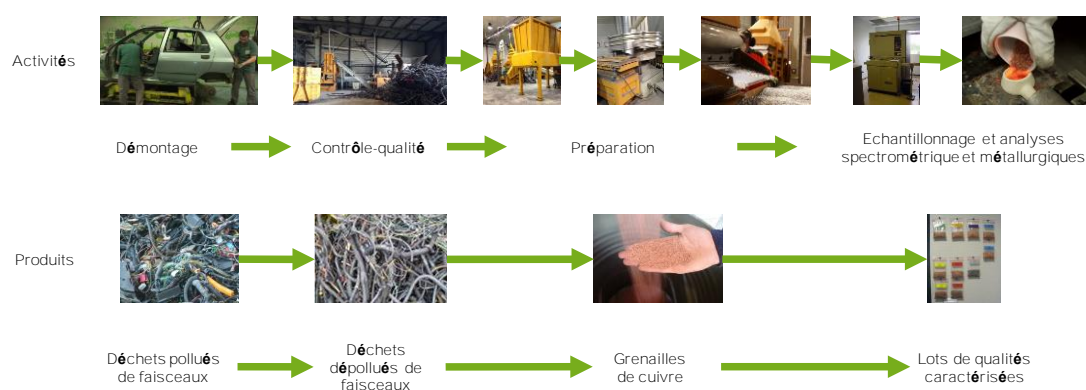 Activités
Démontage
Contrôle-qualité
Préparation
Echantillonnage et analyses
spectrométrique et métallurgiques
Produits
Déchets pollués
de faisceaux
Déchets
dépollués de
faisceaux
Grenailles
de cuivre
Lots de qualités
caractérisées